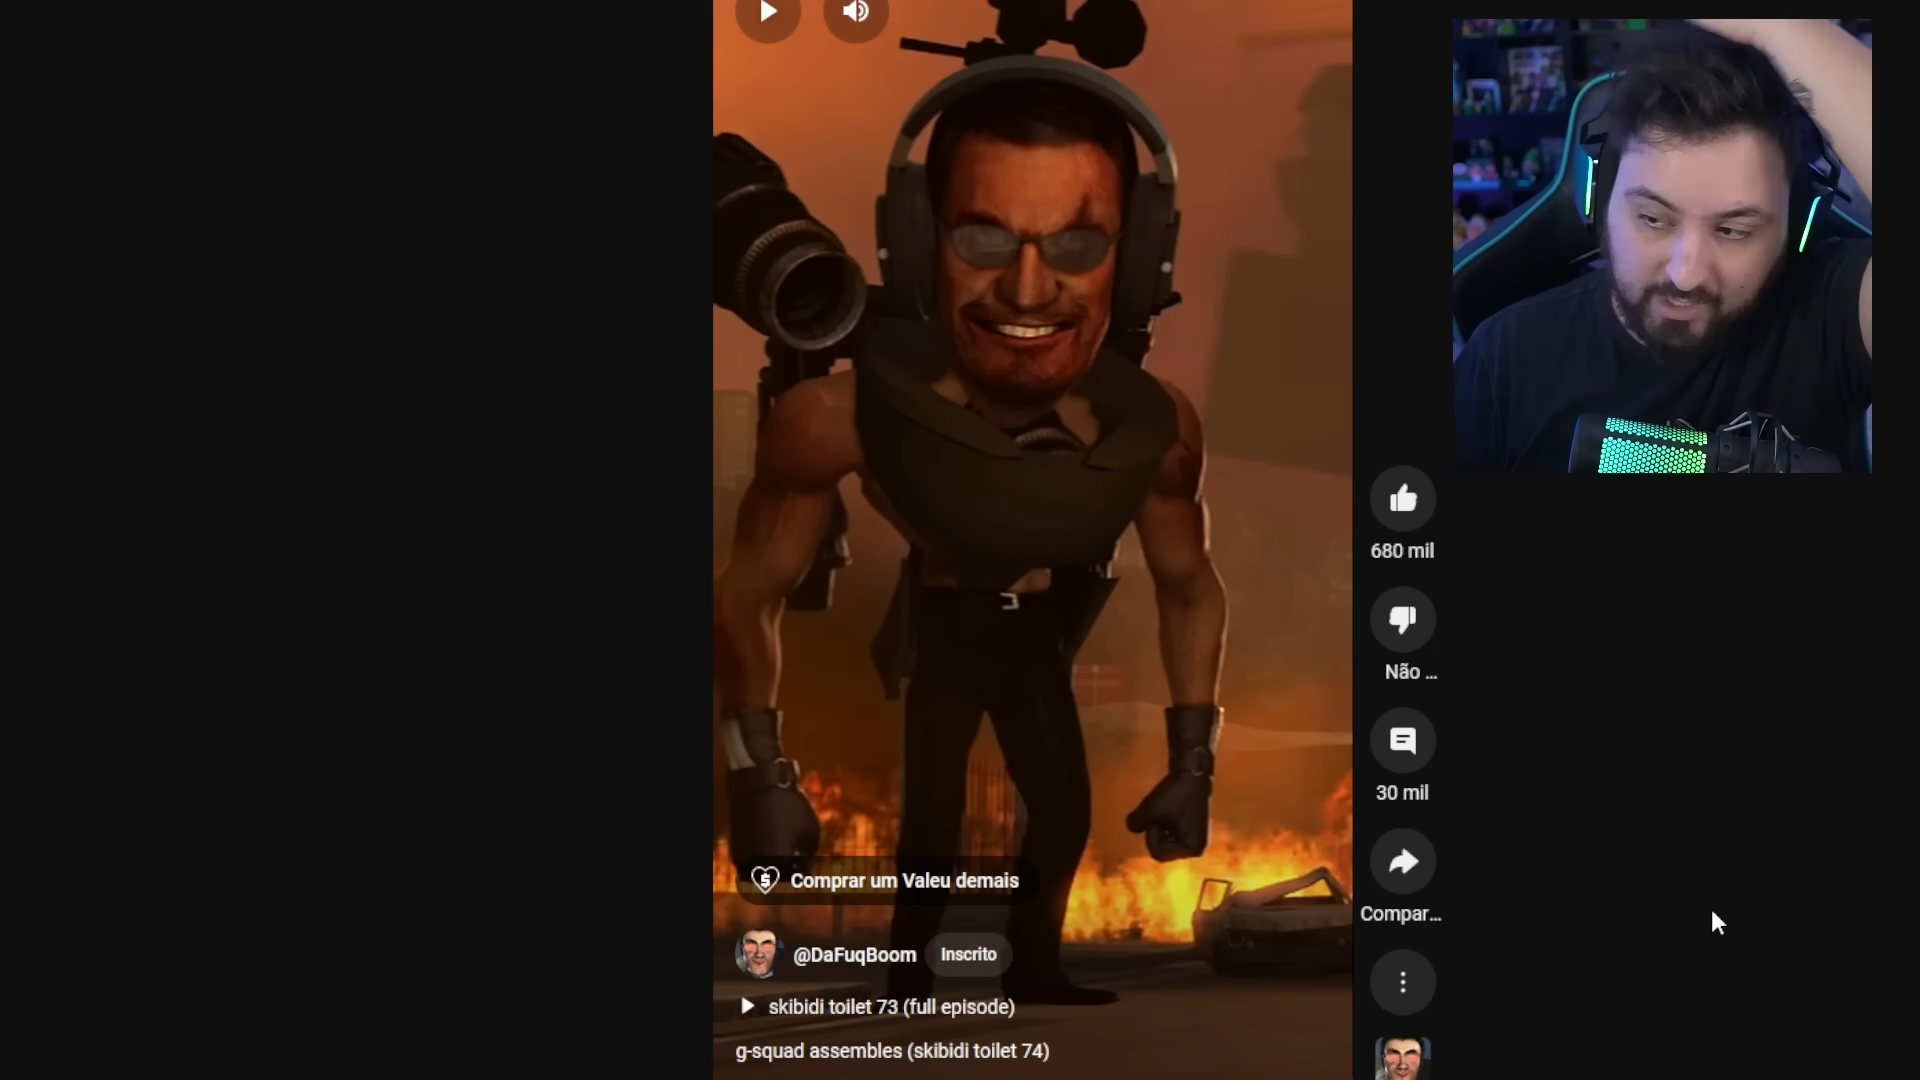 680 mil
Não ...
30 mil
Compar...
Comprar um Valeu demais
@DaFuqBoom Inscrito
skibidi toilet 73 (full episode)
g-squad assembles (skibidi toilet 74)